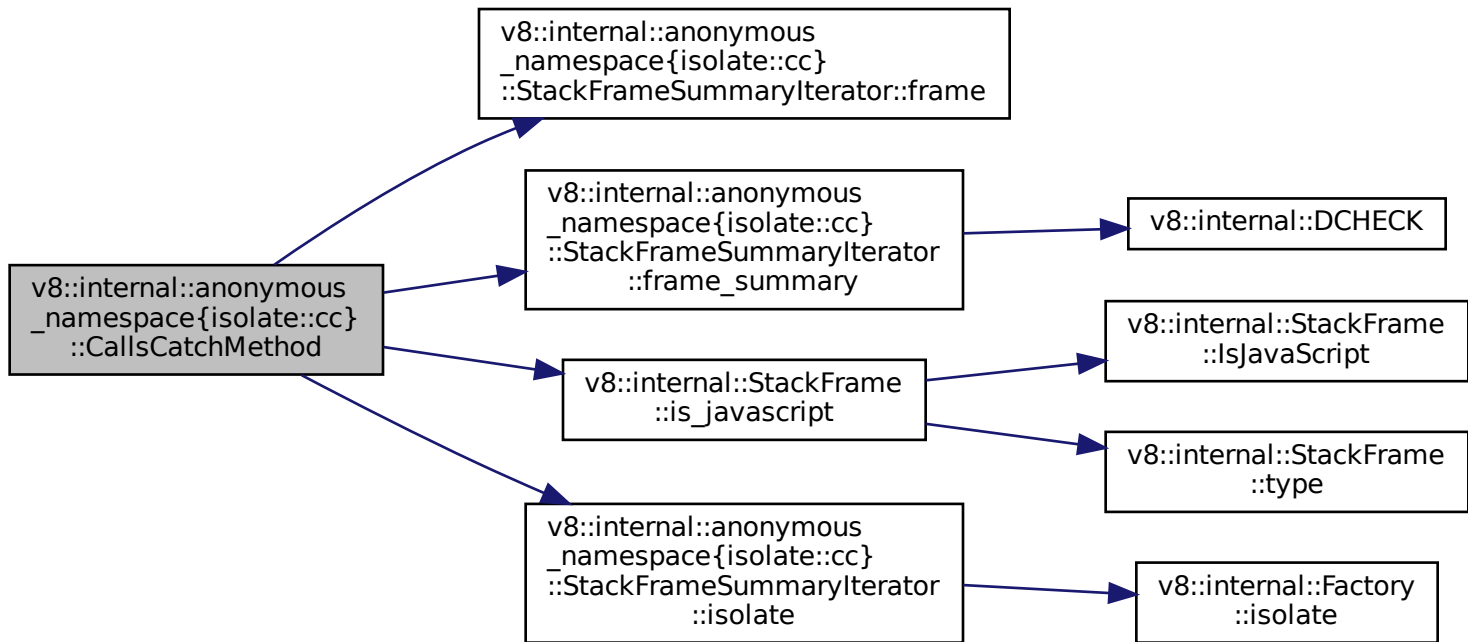 v8::internal::anonymous
_namespace{isolate::cc}
::StackFrameSummaryIterator::frame
v8::internal::anonymous
_namespace{isolate::cc}
::StackFrameSummaryIterator
::frame_summary
v8::internal::DCHECK
v8::internal::anonymous
_namespace{isolate::cc}
::CallsCatchMethod
v8::internal::StackFrame
::IsJavaScript
v8::internal::StackFrame
::is_javascript
v8::internal::StackFrame
::type
v8::internal::anonymous
_namespace{isolate::cc}
::StackFrameSummaryIterator
::isolate
v8::internal::Factory
::isolate